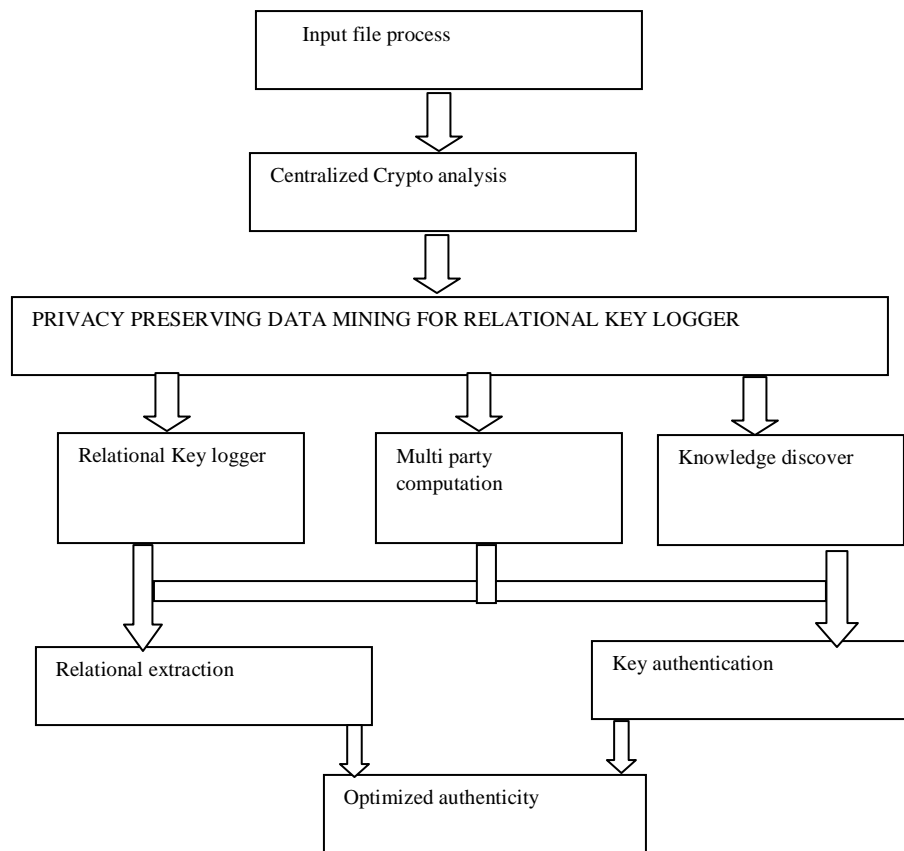 Input file process
Centralized Crypto analysis
PRIVACY PRESERVING DATA MINING FOR RELATIONAL KEY LOGGER
Relational Key logger
Multi party
computation
Knowledge discover
Relational extraction
Key authentication
Optimized authenticity